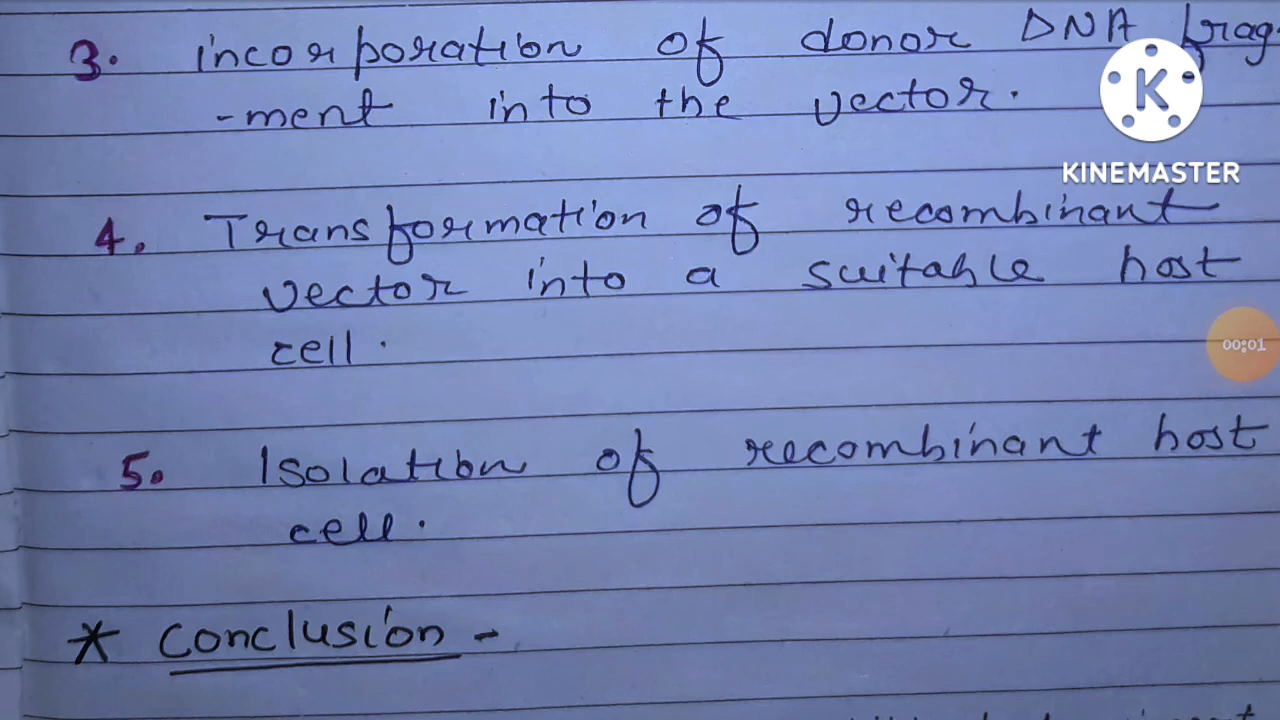 3. incorporation of donor DNA frag-
-ment into the vector.
KINEMASTER
4. Transformation of recombinant
vector into a suitable host
cell.
00:01
5. Isolation of recombinant host
cell.
* Conclusion -